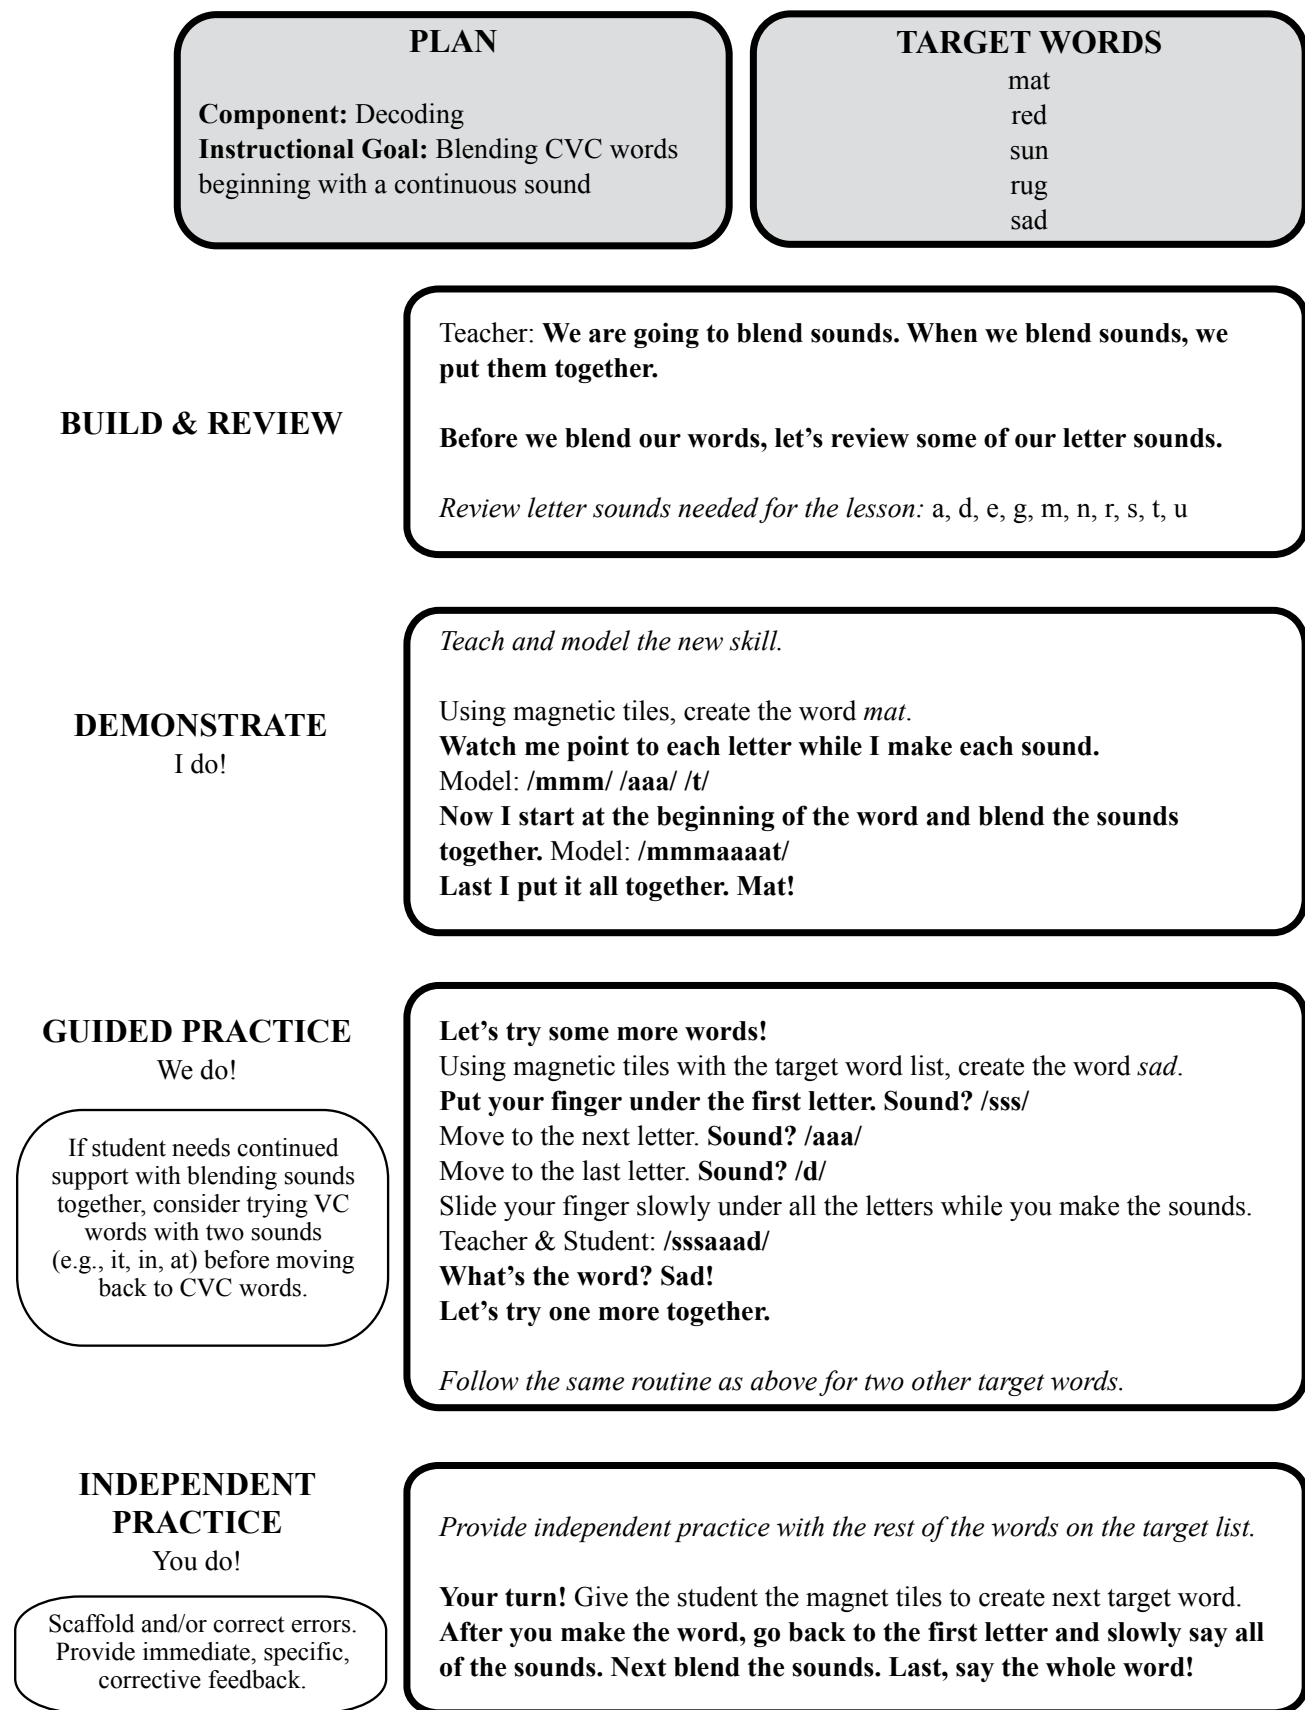 PLAN
Component: Decoding
Instructional Goal: Blending CVC words
beginning with a continuous sound
TARGET WORDS
mat
red
sun
rug
sad
BUILD & REVIEW
Teacher: We are going to blend sounds. When we blend sounds, we
put them together.
Before we blend our words, let’s review some of our letter sounds.
Review letter sounds needed for the lesson: a, d, e, g, m, n, r, s, t, u
DEMONSTRATE
I do!
Teach and model the new skill.
Using magnetic tiles, create the word mat.
Watch me point to each letter while I make each sound.
Model: /mmm/ /aaa/ /t/
Now I start at the beginning of the word and blend the sounds
together. Model: /mmmaaaat/
Last I put it all together. Mat!
GUIDED PRACTICE
We do!
If student needs continued
support with blending sounds
together, consider trying VC
words with two sounds
(e.g., it, in, at) before moving
back to CVC words.
Let’s try some more words!
Using magnetic tiles with the target word list, create the word sad.
Put your finger under the first letter. Sound? /sss/
Move to the next letter. Sound? /aaa/
Move to the last letter. Sound? /d/
Slide your finger slowly under all the letters while you make the sounds.
Teacher & Student: /sssaaad/
What’s the word? Sad!
Let’s try one more together.
Follow the same routine as above for two other target words.
INDEPENDENT
PRACTICE
You do!
Scaffold and/or correct errors.
Provide immediate, specific,
corrective feedback.
Provide independent practice with the rest of the words on the target list.
Your turn! Give the student the magnet tiles to create next target word.
After you make the word, go back to the first letter and slowly say all
of the sounds. Next blend the sounds. Last, say the whole word!